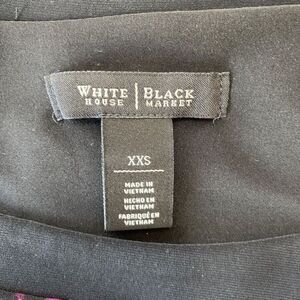 WHITE HOUSE | BLACK MARKET
XXS
MADE IN
VIETNAM
HECHO EN
VIETNAM
FABRIQUÉ EN
VIETNAM